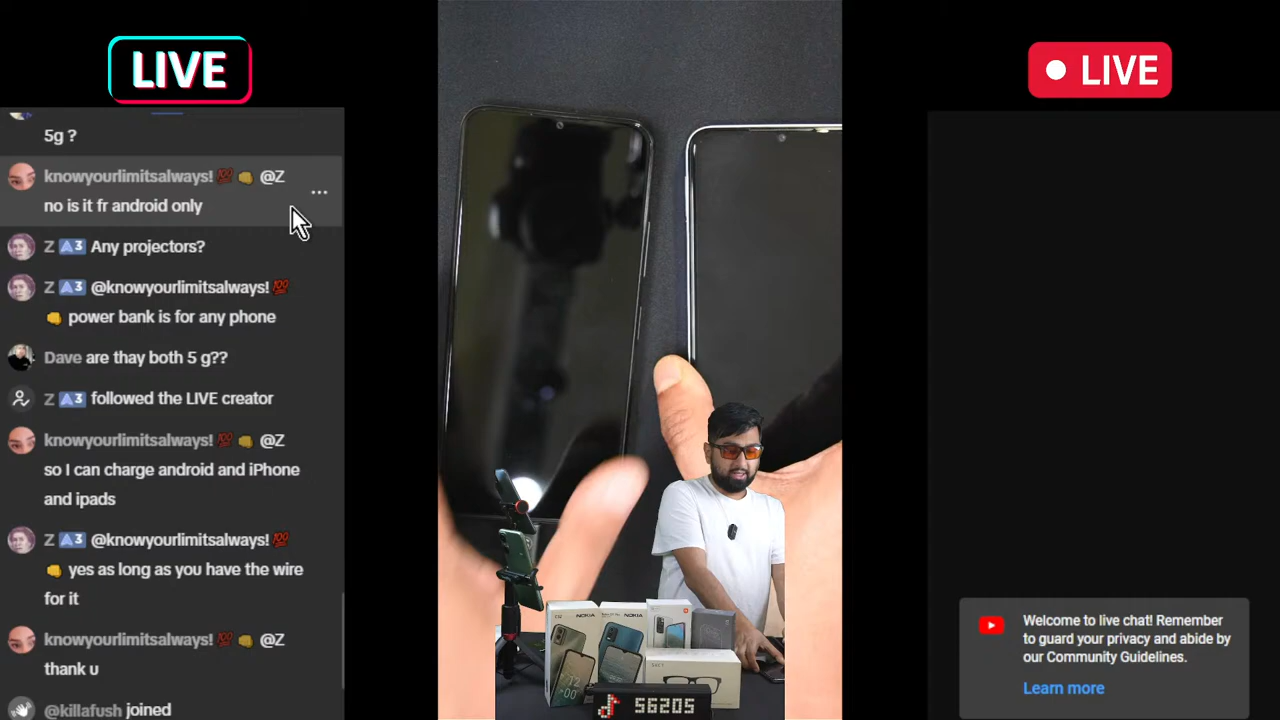 LIVE
5g ?
knowyourlimitsalways! 💯 👊 @Z
no is it fr android only
Z A3 Any projectors?
Z A3 @knowyourlimitsalways! 💯
👊 power bank is for any phone
Dave are thay both 5 g??
Z A3 followed the LIVE creator
knowyourlimitsalways! 💯 👊 @Z
so I can charge android and iPhone
and ipads
Z A3 @knowyourlimitsalways! 💯
👊 yes as long as you have the wire
for it
knowyourlimitsalways! 💯 👊 @Z
thank u
@killafush joined
NOKIA
NOKIA
56205
LIVE
Welcome to live chat! Remember
to guard your privacy and abide by
our Community Guidelines.
Learn more